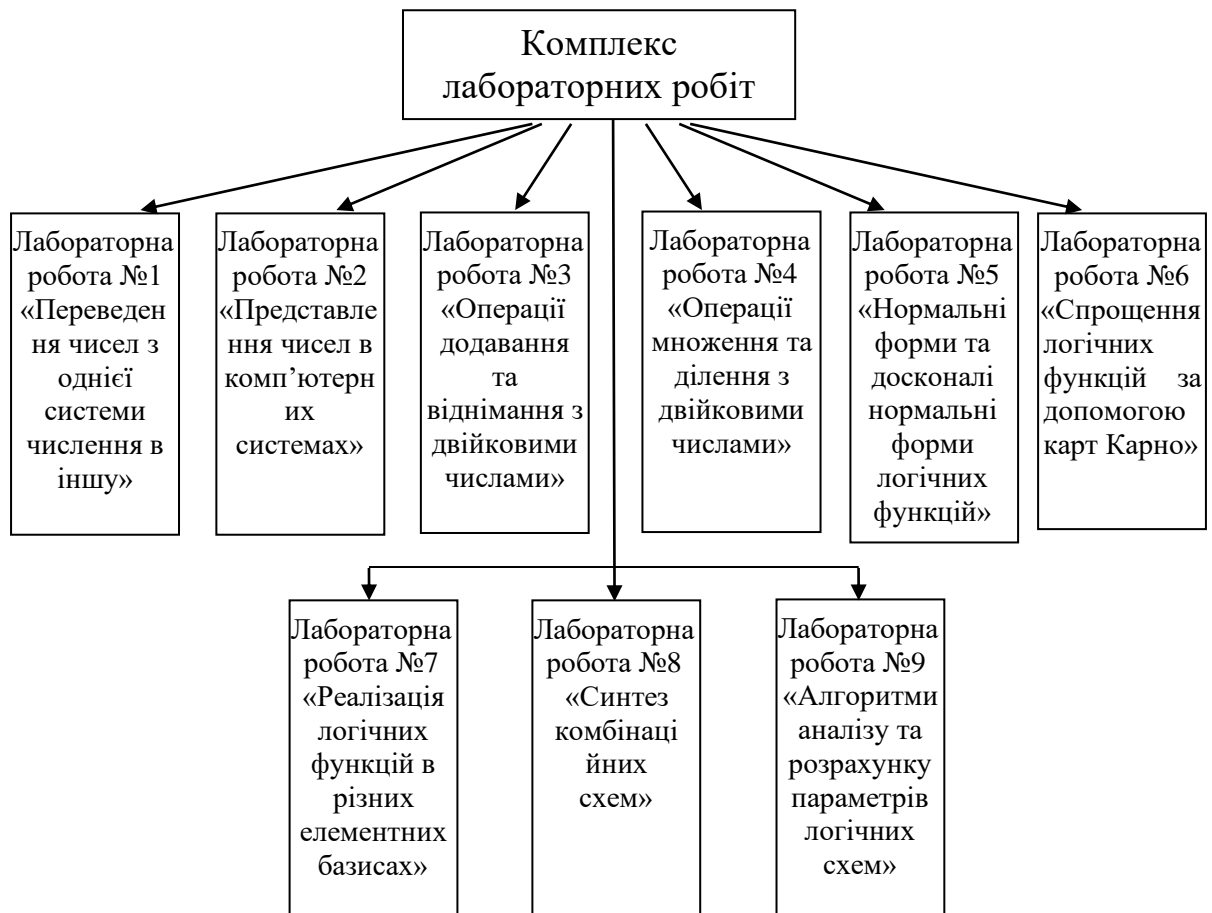 Комплекс
лабораторних робіт
Лабораторна
робота №1
«Переведен
ня чисел з
однієї
системи
числення в
іншу»
Лабораторна
робота №2
«Представле
ння чисел в
комп’ютерн
их
системах»
Лабораторна
робота №3
«Операції
додавання
та
віднімання з
двійковими
числами»
Лабораторна
робота №4
«Операції
множення та
ділення з
двійковими
числами»
Лабораторна
робота №5
«Нормальні
форми та
досконалі
нормальні
форми
логічних
функцій»
Лабораторна
робота №6
«Спрощення
логічних
функцій за
допомогою
карт Карно»
Лабораторна
робота №7
«Реалізація
логічних
функцій в
різних
елементних
базисах»
Лабораторна
робота №8
«Синтез
комбінаці
йних
схем»
Лабораторна
робота №9
«Алгоритми
аналізу та
розрахунку
параметрів
логічних
схем»